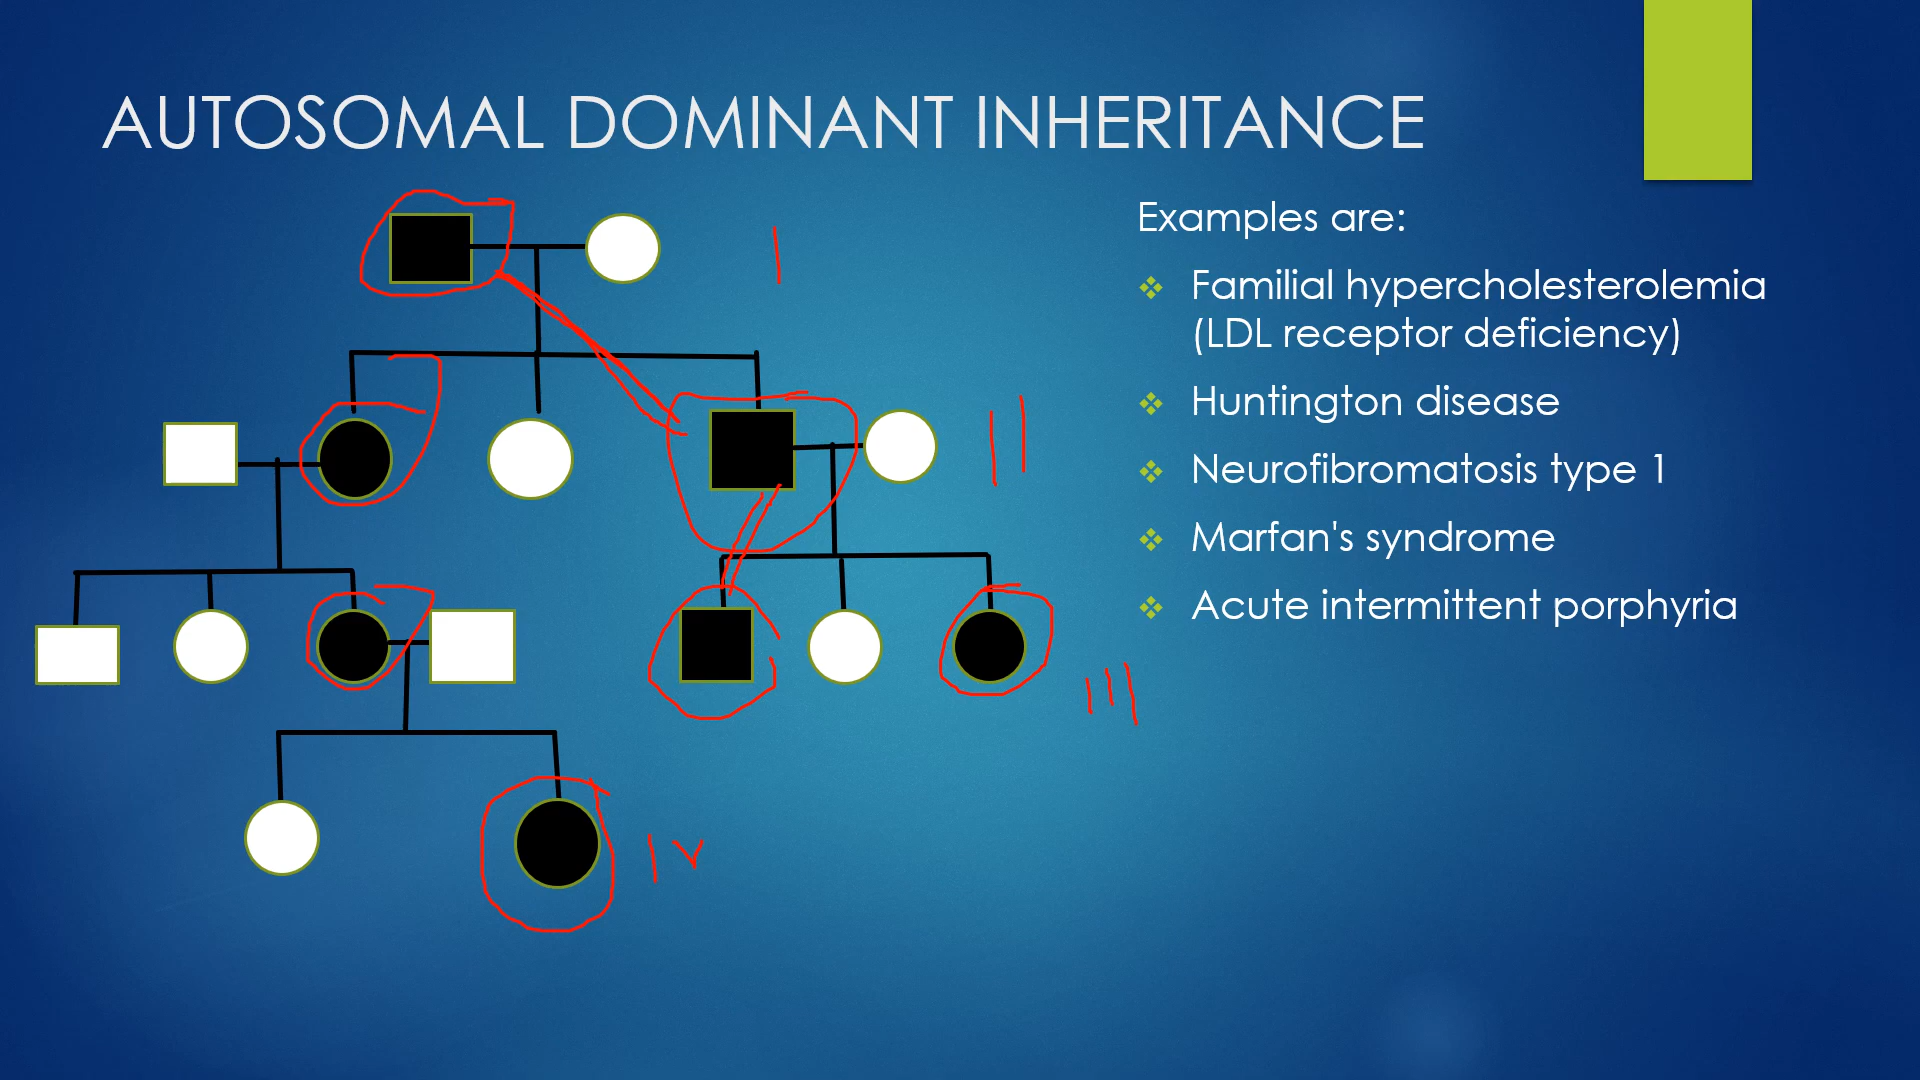 AUTOSOMAL DOMINANT INHERITANCE
Examples are:
Familial hypercholesterolemia
(LDL receptor deficiency)
Huntington disease
Neurofibromatosis type 1
Marfan's syndrome
Acute intermittent porphyria
I
II
III
IV